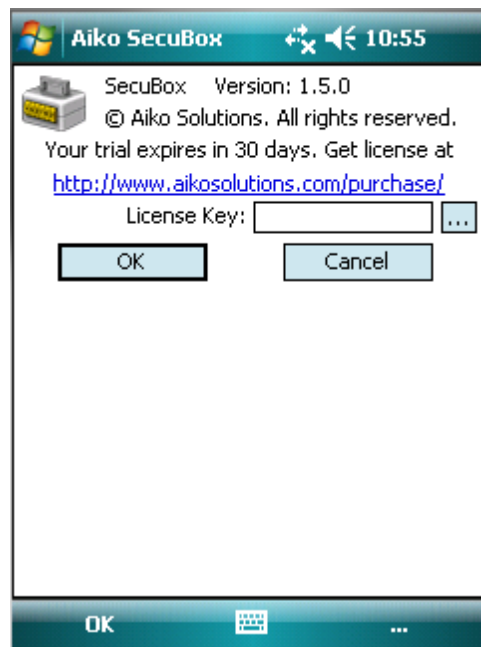 Aiko SecuBox 10:55
SecuBox Version: 1.5.0
© Aiko Solutions. All rights reserved.
Your trial expires in 30 days. Get license at
http://www.aikosolutions.com/purchase/
License Key: ...
OK Cancel
OK ...